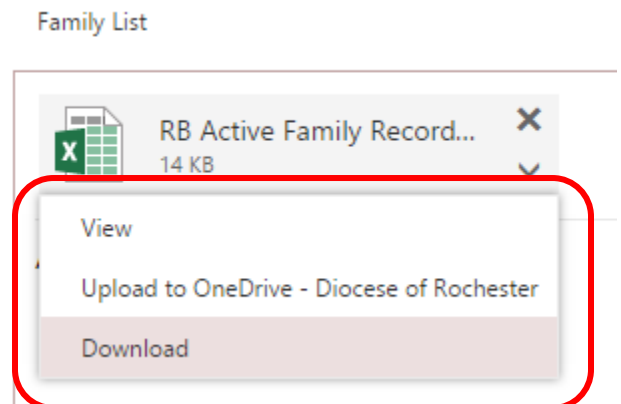 Family List
RB Active Family Record...
14 KB
View
Upload to OneDrive - Diocese of Rochester
Download